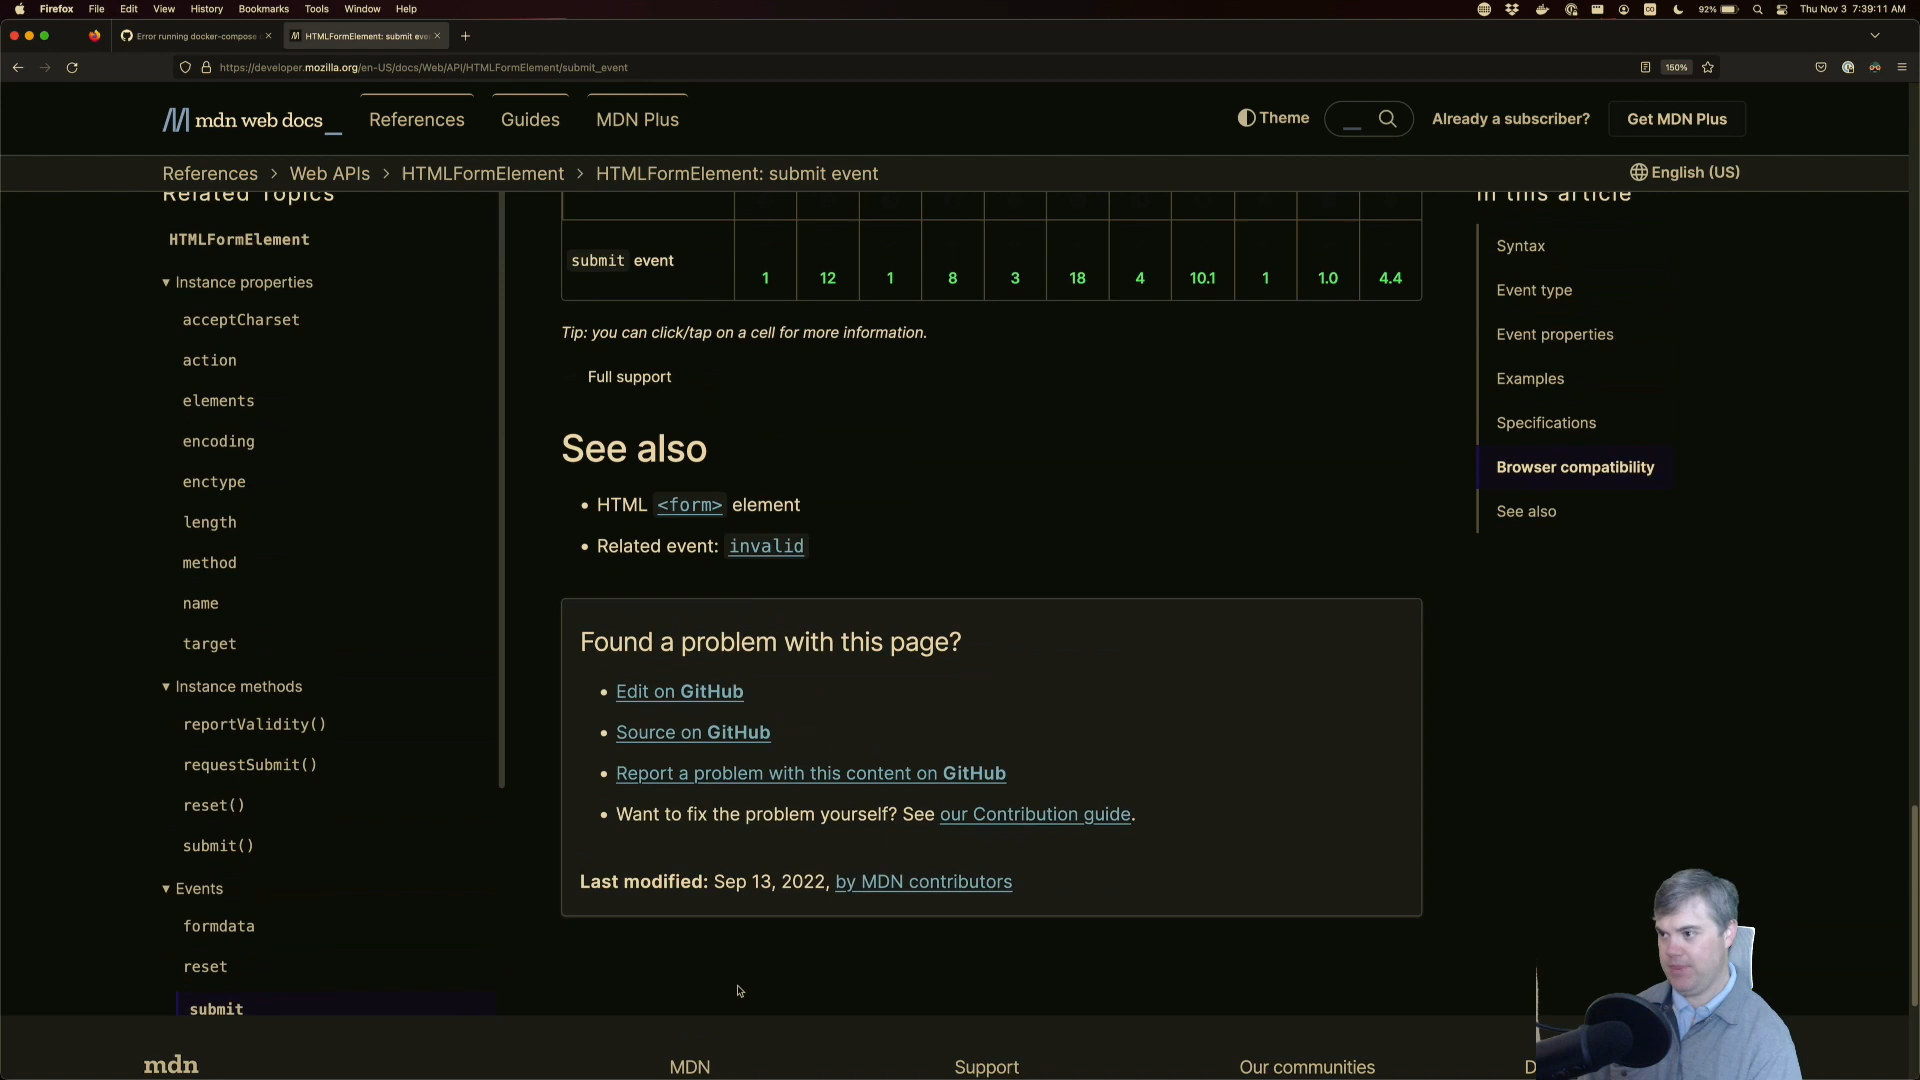 Firefox File Edit View History Bookmarks Tools Window Help 92% Thu Nov 3 7:39:11 AM
Error running docker-compose HTMLFormElement: submit eve
https://developer.mozilla.org/en-US/docs/Web/API/HTMLFormElement/submit_event 150%
mdn web docs_ References Guides MDN Plus Theme Already a subscriber? Get MDN Plus
References > Web APIs > HTMLFormElement > HTMLFormElement: submit event English (US)
Related Topics
HTMLFormElement
Instance properties
acceptCharset
action
elements
encoding
enctype
length
method
name
target
Instance methods
reportValidity()
requestSubmit()
reset()
submit()
Events
formdata
reset
submit
submit event 1 12 1 8 3 18 4 10.1 1 1.0 4.4
Tip: you can click/tap on a cell for more information.
Full support
See also
• HTML <form> element
• Related event: invalid
Found a problem with this page?
• Edit on GitHub
• Source on GitHub
• Report a problem with this content on GitHub
• Want to fix the problem yourself? See our Contribution guide.
Last modified: Sep 13, 2022, by MDN contributors
In this article
Syntax
Event type
Event properties
Examples
Specifications
Browser compatibility
See also
mdn MDN Support Our communities D